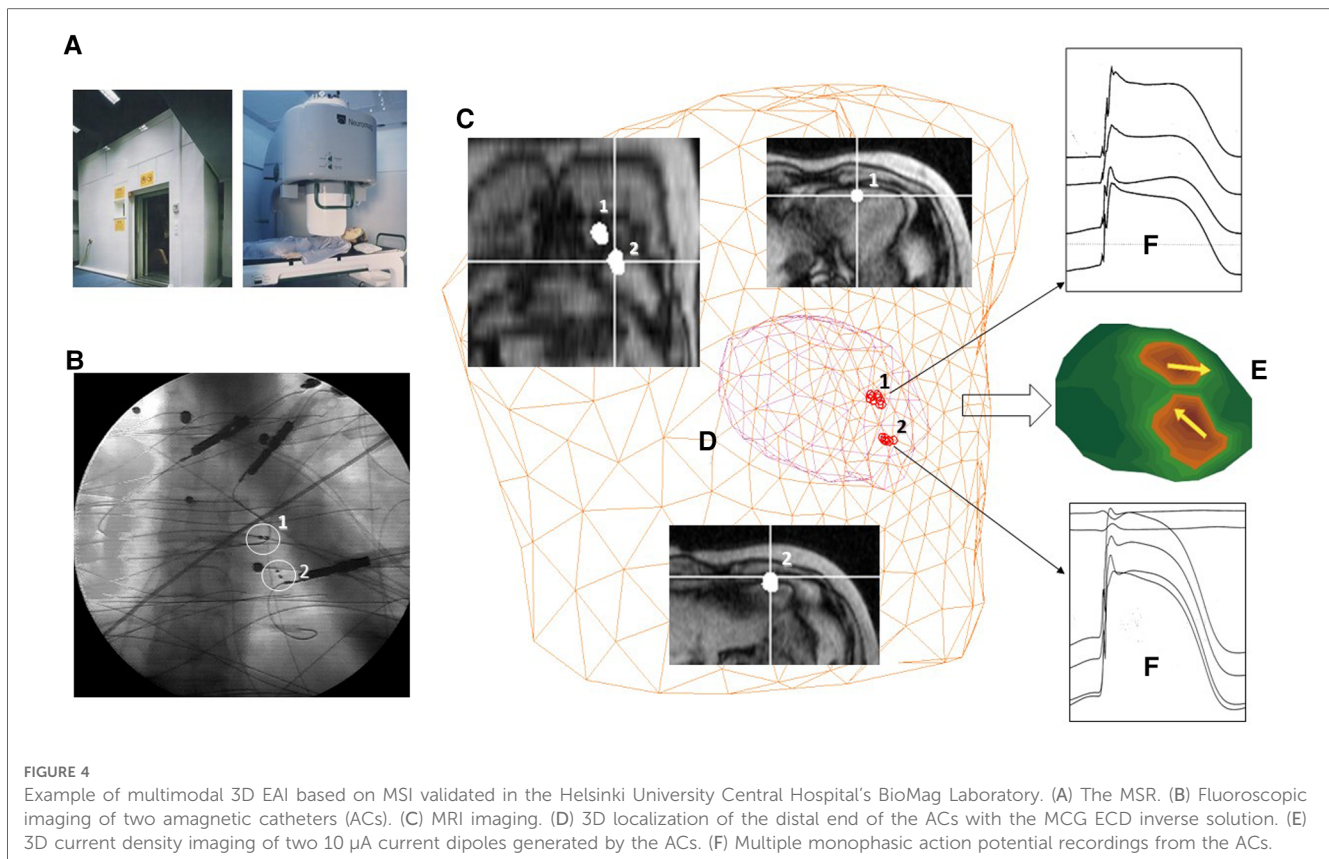 A
Neuromag
B
1
2
C
1
2
1
D
1
2
2
F
E
F
FIGURE 4
Example of multimodal 3D EAI based on MSI validated in the Helsinki University Central Hospital's BioMag Laboratory. (A) The MSR. (B) Fluoroscopic
imaging of two amagnetic catheters (ACs). (C) MRI imaging. (D) 3D localization of the distal end of the ACs with the MCG ECD inverse solution. (E)
3D current density imaging of two 10 µA current dipoles generated by the ACs. (F) Multiple monophasic action potential recordings from the ACs.